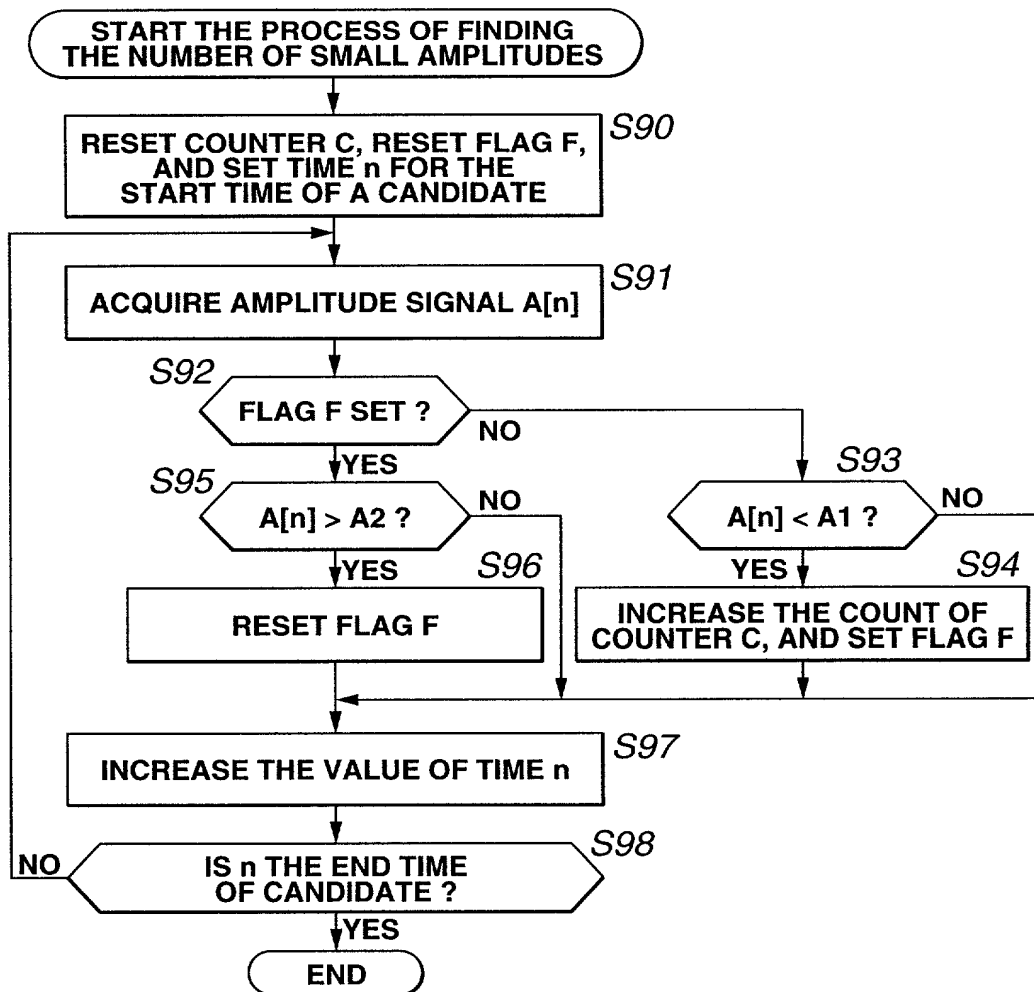 START THE PROCESS OF FINDING
THE NUMBER OF SMALL AMPLITUDES
S90
RESET COUNTER C, RESET FLAG F,
AND SET TIME n FOR THE
START TIME OF A CANDIDATE
S91
ACQUIRE AMPLITUDE SIGNAL A[n]
S92
FLAG F SET ?
NO
YES
S93
S95
A[n] > A2 ?
NO
A[n] < A1 ?
NO
YES
S96
YES
S94
RESET FLAG F
INCREASE THE COUNT OF
COUNTER C, AND SET FLAG F
S97
INCREASE THE VALUE OF TIME n
S98
NO
IS n THE END TIME
OF CANDIDATE ?
YES
END